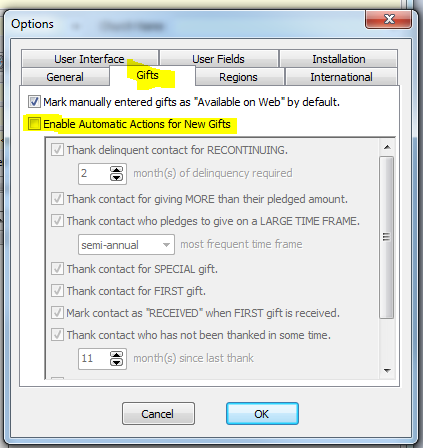 Options
User Interface
User Fields
Installation
General
Gifts
Regions
International
Mark manually entered gifts as "Available on Web" by default.
Enable Automatic Actions for New Gifts
Thank delinquent contact for RECONTINUING.
2 month(s) of delinquency required
Thank contact for giving MORE than their pledged amount.
Thank contact who pledges to give on a LARGE TIME FRAME.
semi-annual most frequent time frame
Thank contact for SPECIAL gift.
Thank contact for FIRST gift.
Mark contact as "RECEIVED" when FIRST gift is received.
Thank contact who has not been thanked in some time.
11 month(s) since last thank
Cancel
OK